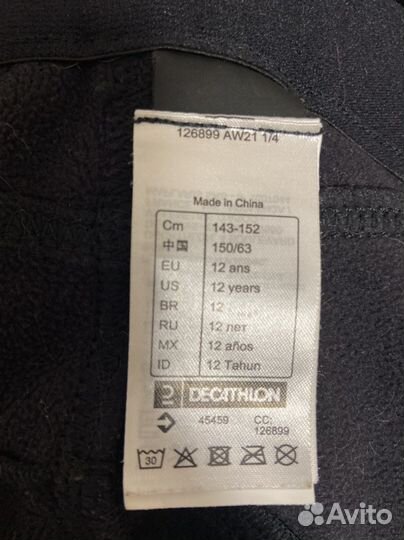 126899 AW21 1/4
Made in China
Cm 143-152
中国 150/63
EU 12 ans
US 12 years
BR 12
RU 12 лет
MX 12 años
ID 12 Tahun
DECATHLON
45459 CC: 126899
30
Avito